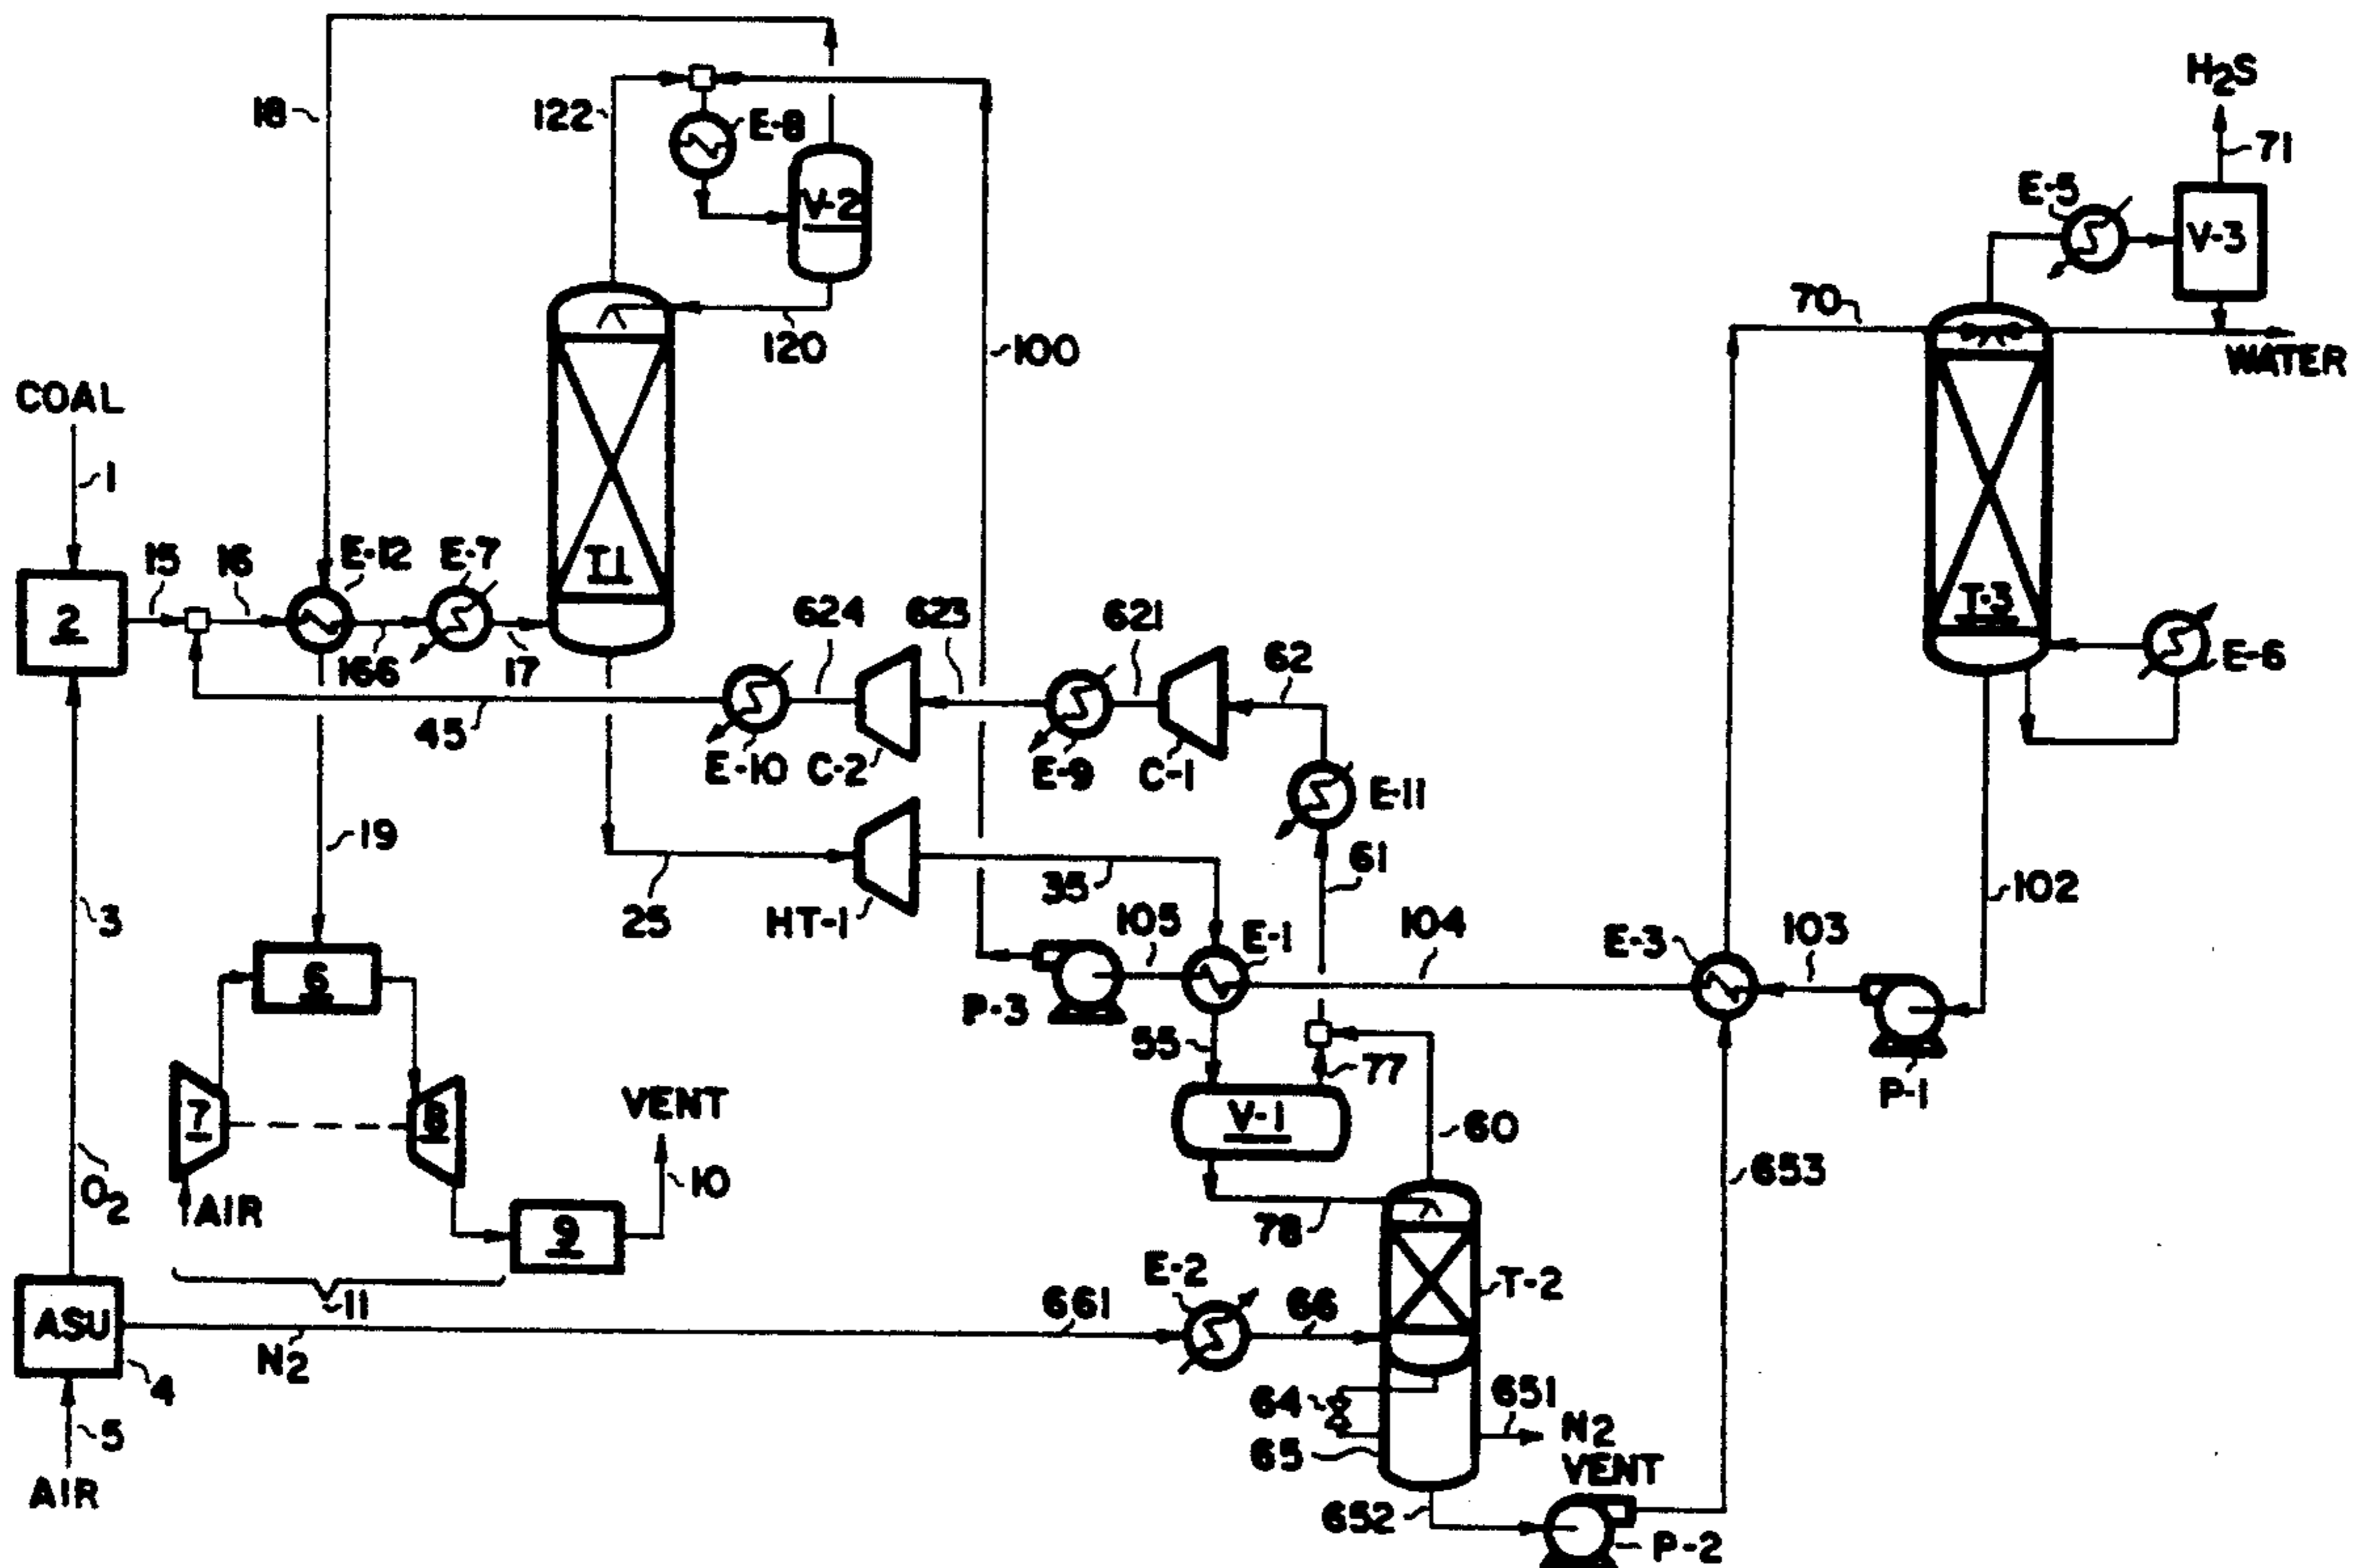 H2S
18
122
E-8
71
E-5
V-2
V-3
70
120
100
WATER
COAL
1
15
16
E-12
E-7
T1
T-3
2
624
623
621
62
E-6
166
17
45
E-10
C-2
E-9
C-1
E-11
19
61
102
3
25
HT-1
35
105
E-1
104
E-3
103
6
P-3
55
77
P-1
7
8
VENT
V-1
60
653
O2
AIR
10
9
78
E-2
T-2
ASU
11
661
66
N2
4
64
651
N2
VENT
5
65
AIR
652
P-2